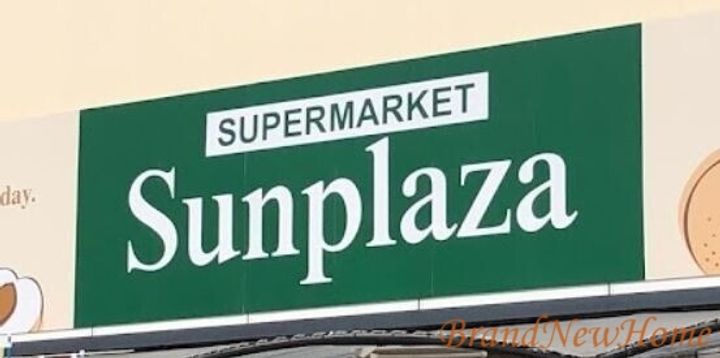 SUPERMARKET
Sunplaza
day.
BrandNewHome